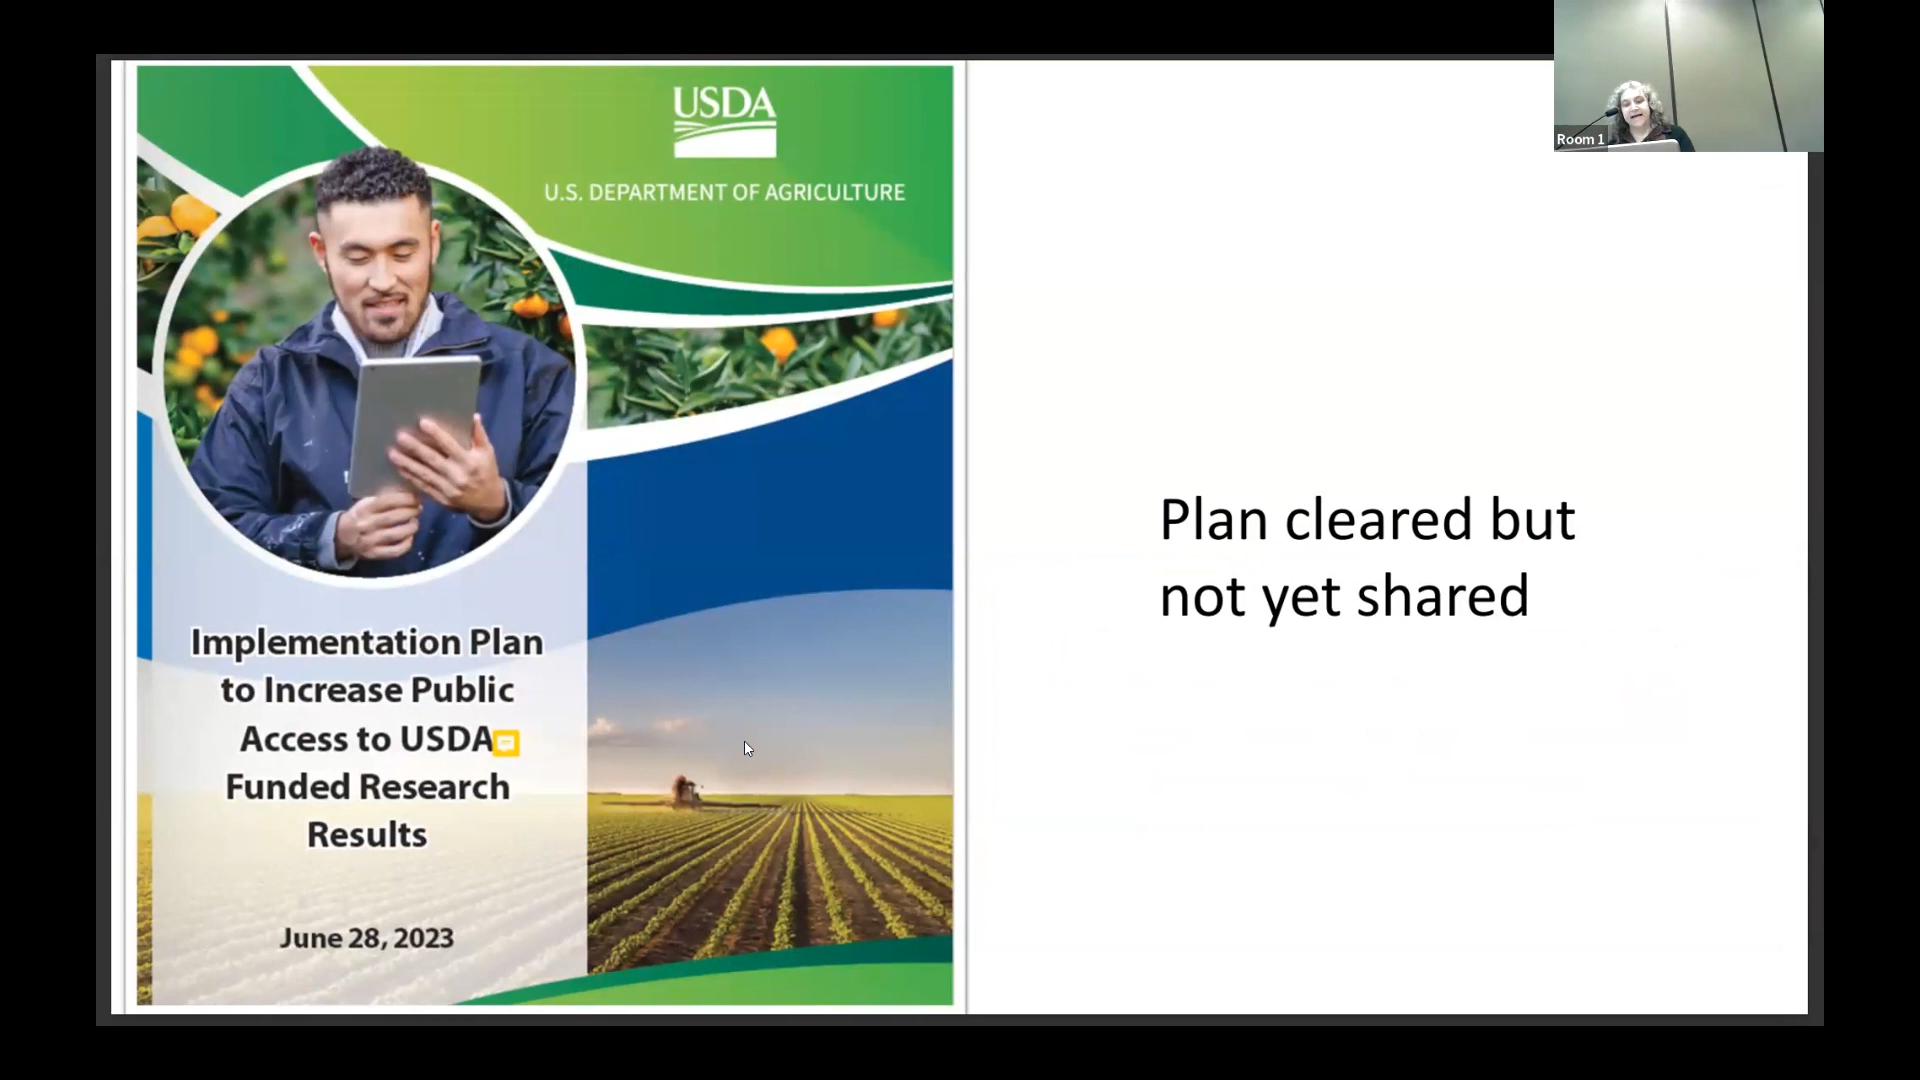 USDA
U.S. DEPARTMENT OF AGRICULTURE
Implementation Plan
to Increase Public
Access to USDA
Funded Research
Results
June 28, 2023
Plan cleared but
not yet shared
Room 1